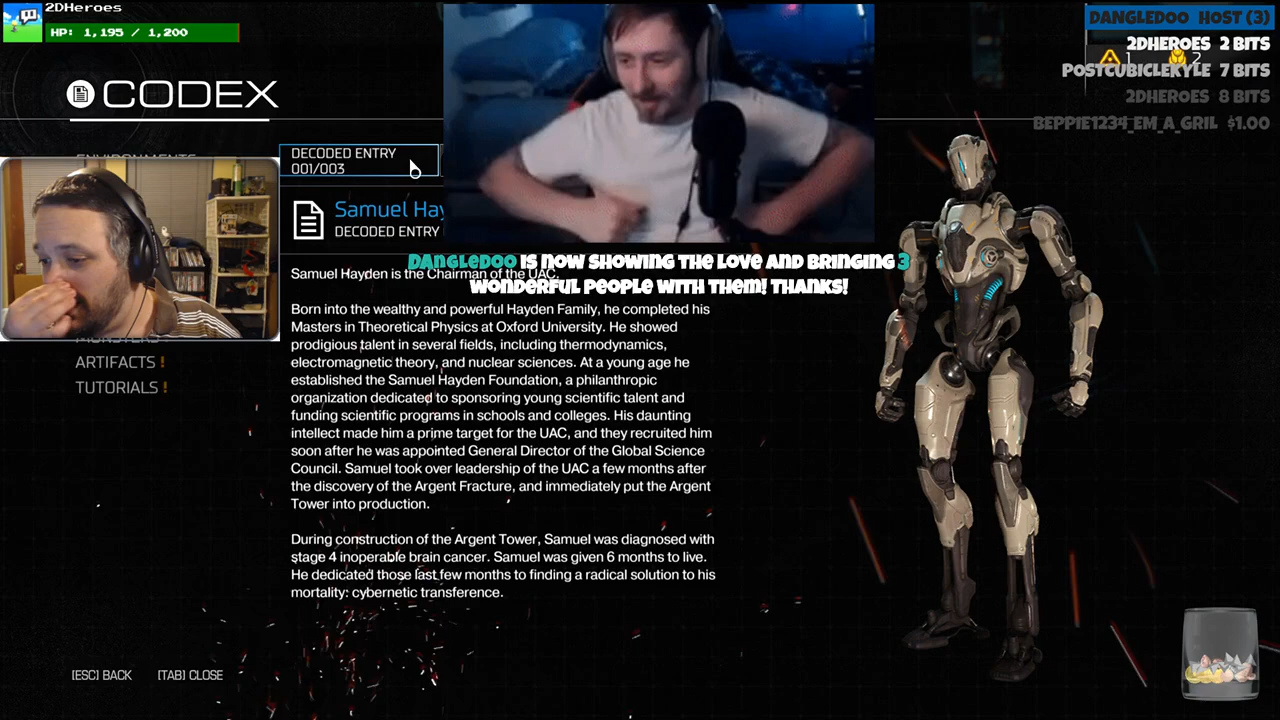 2DHeroes
HP: 1,195 / 1,200
DANGLEDOO HOST (3)
2DHEROES 2 BITS
POSTCUBICLEKYLE 7 BITS
2DHEROES 8 BITS
BEPPIE1234_EM_A_GRIL $1.00
1
2
CODEX
ENVIRONMENTS
DECODED ENTRY
001/003
Samuel Hay
DECODED ENTRY
DANGLEDOO IS NOW SHOWING THE LOVE AND BRINGING 3
WONDERFUL PEOPLE WITH THEM! THANKS!
Samuel Hayden is the Chairman of the UAC.
Born into the wealthy and powerful Hayden Family, he completed his
Masters in Theoretical Physics at Oxford University. He showed
prodigious talent in several fields, including thermodynamics,
electromagnetic theory, and nuclear sciences. At a young age he
established the Samuel Hayden Foundation, a philanthropic
organization dedicated to sponsoring young scientific talent and
funding scientific programs in schools and colleges. His daunting
intellect made him a prime target for the UAC, and they recruited him
soon after he was appointed General Director of the Global Science
Council. Samuel took over leadership of the UAC a few months after
the discovery of the Argent Fracture, and immediately put the Argent
Tower into production.
During construction of the Argent Tower, Samuel was diagnosed with
stage 4 inoperable brain cancer. Samuel was given 6 months to live.
He dedicated those last few months to finding a radical solution to his
mortality: cybernetic transference.
MONSTERS
ARTIFACTS !
TUTORIALS !
[ESC] BACK
[TAB] CLOSE